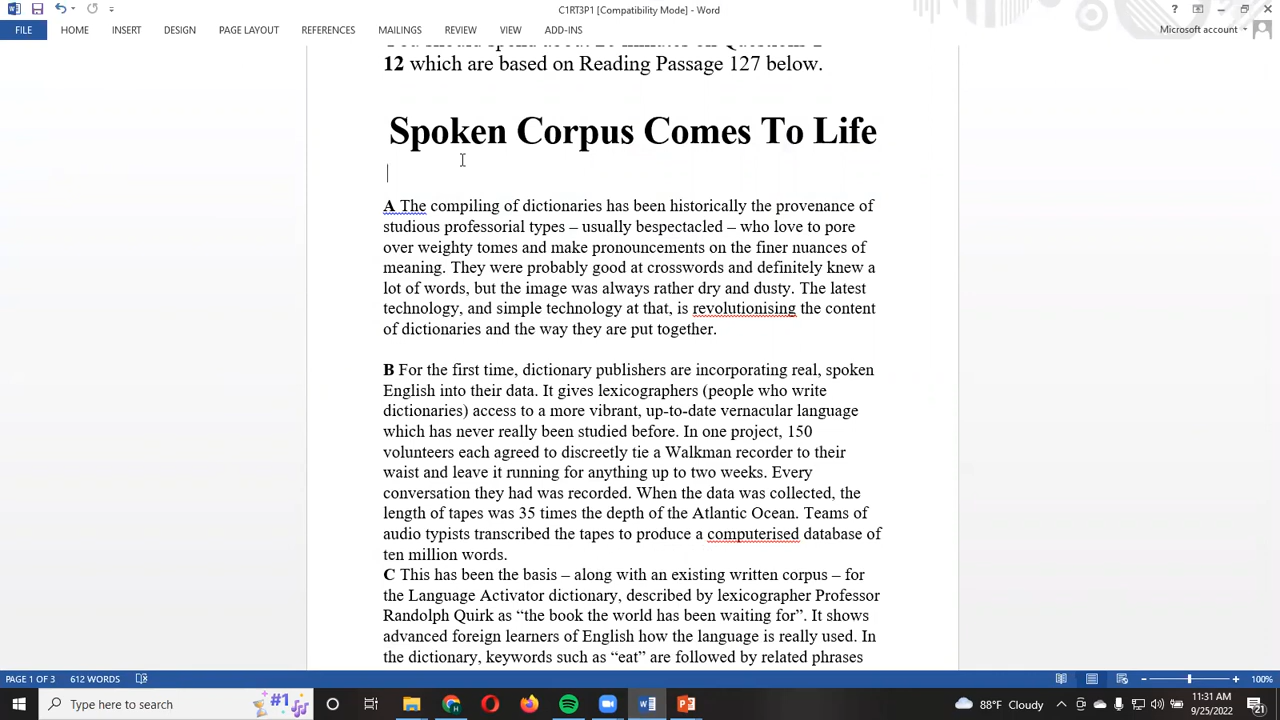 C1RT3P1 [Compatibility Mode] - Word
FILE HOME INSERT DESIGN PAGE LAYOUT REFERENCES MAILINGS REVIEW VIEW ADD-INS Microsoft account
12 which are based on Reading Passage 127 below.
Spoken Corpus Comes To Life
A The compiling of dictionaries has been historically the provenance of
studious professorial types – usually bespectacled – who love to pore
over weighty tomes and make pronouncements on the finer nuances of
meaning. They were probably good at crosswords and definitely knew a
lot of words, but the image was always rather dry and dusty. The latest
technology, and simple technology at that, is revolutionising the content
of dictionaries and the way they are put together.
B For the first time, dictionary publishers are incorporating real, spoken
English into their data. It gives lexicographers (people who write
dictionaries) access to a more vibrant, up-to-date vernacular language
which has never really been studied before. In one project, 150
volunteers each agreed to discreetly tie a Walkman recorder to their
waist and leave it running for anything up to two weeks. Every
conversation they had was recorded. When the data was collected, the
length of tapes was 35 times the depth of the Atlantic Ocean. Teams of
audio typists transcribed the tapes to produce a computerised database of
ten million words.
C This has been the basis – along with an existing written corpus – for
the Language Activator dictionary, described by lexicographer Professor
Randolph Quirk as “the book the world has been waiting for”. It shows
advanced foreign learners of English how the language is really used. In
the dictionary, keywords such as “eat” are followed by related phrases
PAGE 1 OF 3 612 WORDS 100%
Type here to search #1 88°F Cloudy 11:31 AM
9/25/2022 21